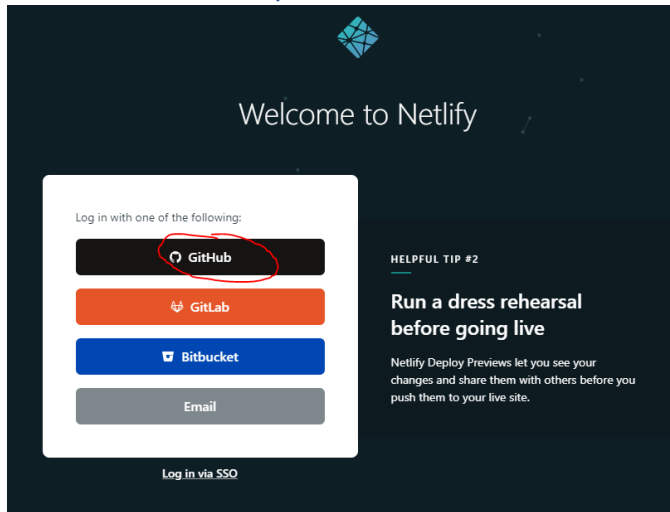 Welcome to Netlify
Log in with one of the following:
GitHub
GitLab
Bitbucket
Email
Log in via SSO
HELPFUL TIP #2
Run a dress rehearsal
before going live
Netlify Deploy Previews let you see your
changes and share them with others before you
push them to your live site.